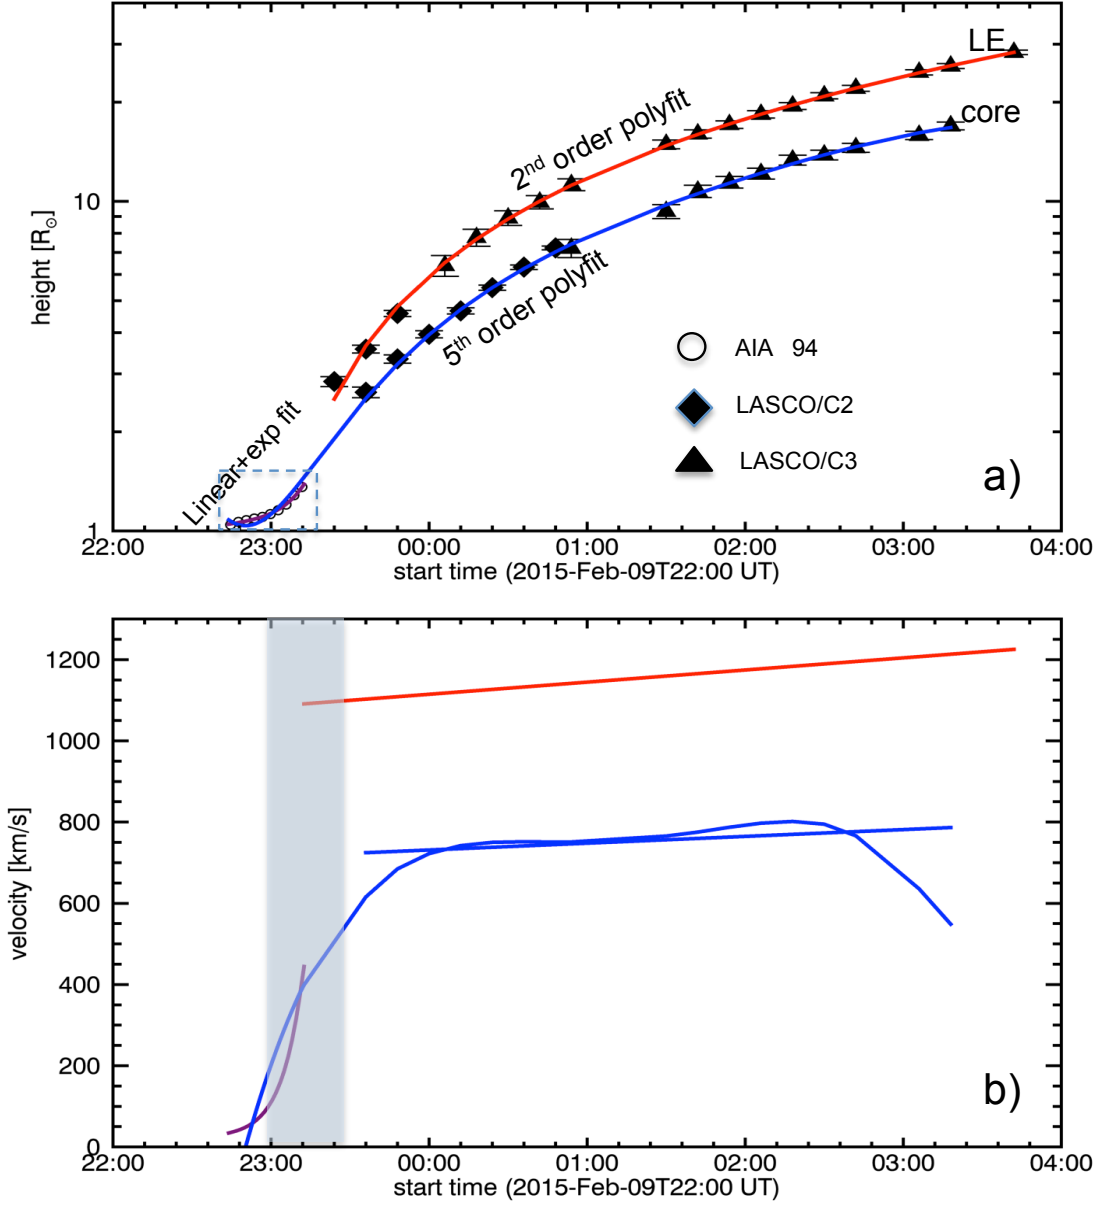 LE
core
2nd order polyfit
10
height [R☉]
5th order polyfit
AIA 94
LASCO/C2
LASCO/C3
Linear+exp fit
a)
1
22:00 23:00 00:00 01:00 02:00 03:00 04:00
start time (2015-Feb-09T22:00 UT)
1200
1000
800
velocity [km/s]
600
400
200
b)
0
22:00 23:00 00:00 01:00 02:00 03:00 04:00
start time (2015-Feb-09T22:00 UT)